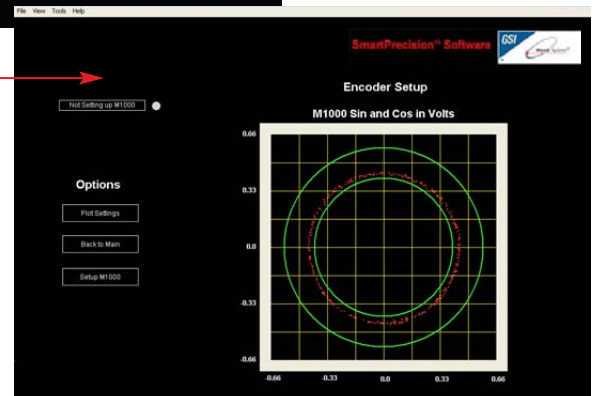 File View Tools Help
SmartPrecision™ Software
GSI
Encoder Setup
Not Setting up M1000
M1000 Sin and Cos in Volts
0.66
0.33
0.0
-0.33
-0.66
-0.66 -0.33 0.0 0.33 0.66
Options
Plot Settings
Back to Main
Setup M1000